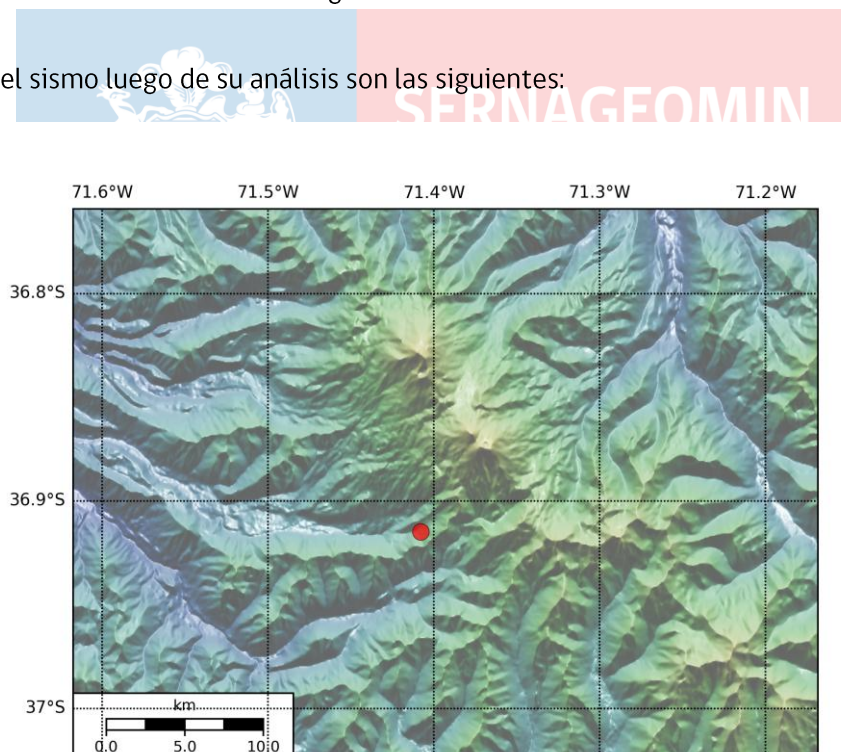 el sismo luego de su análisis son las siguientes:
SERNAGEOMIN
71.6°W 71.5°W 71.4°W 71.3°W 71.2°W
36.8°S
36.9°S
37°S
km
0.0 5.0 10.0